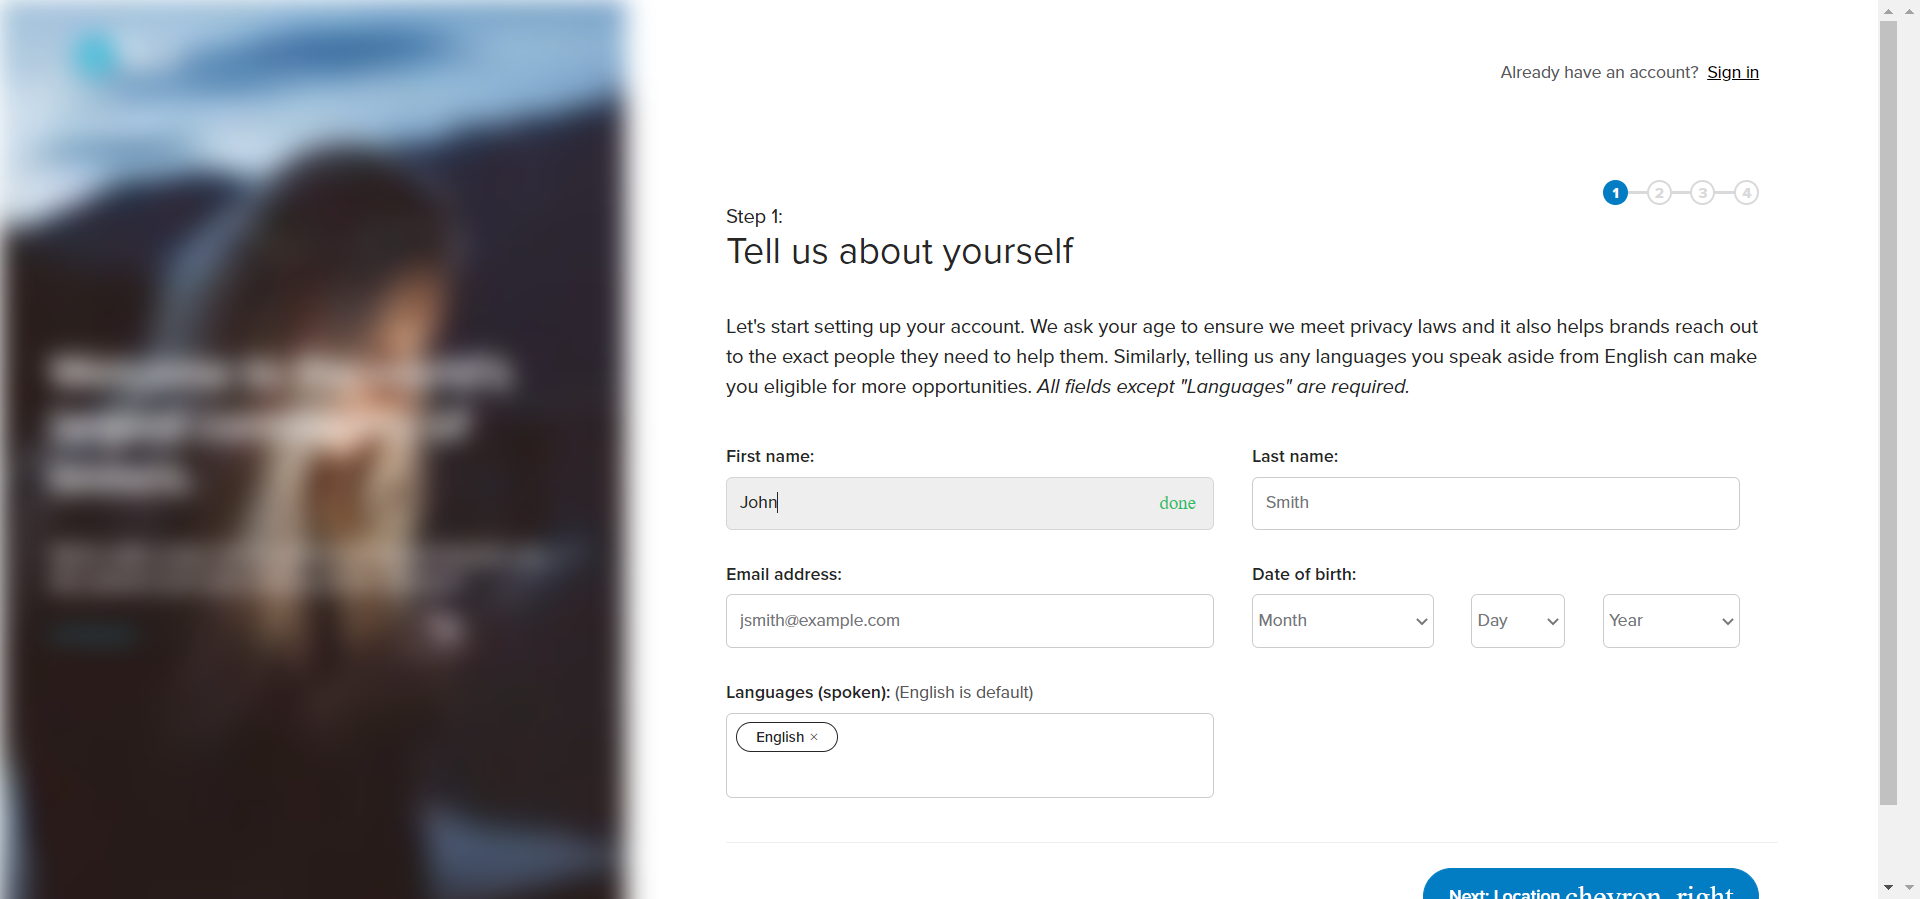 Already have an account? Sign in
1 2 3 4
Step 1:
Tell us about yourself
Let's start setting up your account. We ask your age to ensure we meet privacy laws and it also helps brands reach out
to the exact people they need to help them. Similarly, telling us any languages you speak aside from English can make
you eligible for more opportunities. All fields except "Languages" are required.
First name:
Last name:
John done
Smith
Email address:
Date of birth:
jsmith@example.com
Month
Day
Year
Languages (spoken): (English is default)
English ×
Next: Location chevron_right